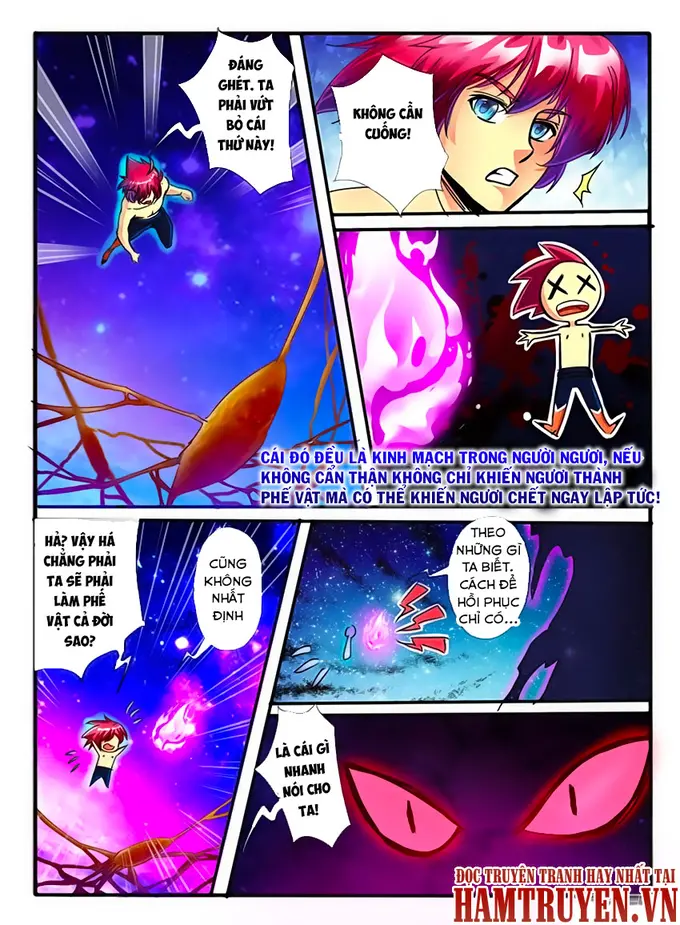 ĐÁNG
GHÉT. TA
PHẢI VỨT
BỎ CÁI
THỨ NÀY!
KHÔNG CẦN
CUỐNG!
CÁI ĐÓ ĐỀU LÀ KINH MẠCH TRONG NGƯỜI NGƯƠI, NẾU
KHÔNG CẨN THẬN KHÔNG CHỈ KHIẾN NGƯƠI THÀNH
PHẾ VẬT MÀ CÓ THỂ KHIẾN NGƯƠI CHẾT NGAY LẬP TỨC!
HẢ? VẬY HÁ
CHẲNG PHẢI
TA SẼ PHẢI
LÀM PHẾ
VẬT CẢ ĐỜI
SAO?
CŨNG
KHÔNG
NHẤT
ĐỊNH
THEO
NHỮNG GÌ
TA BIẾT.
CÁCH ĐỂ
HỒI PHỤC
CHỈ CÓ...
LÀ CÁI GÌ
NHANH
NÓI CHO
TA!
ĐỌC TRUYỆN TRANH HAY NHẤT TẠI
HAMTRUYEN.VN